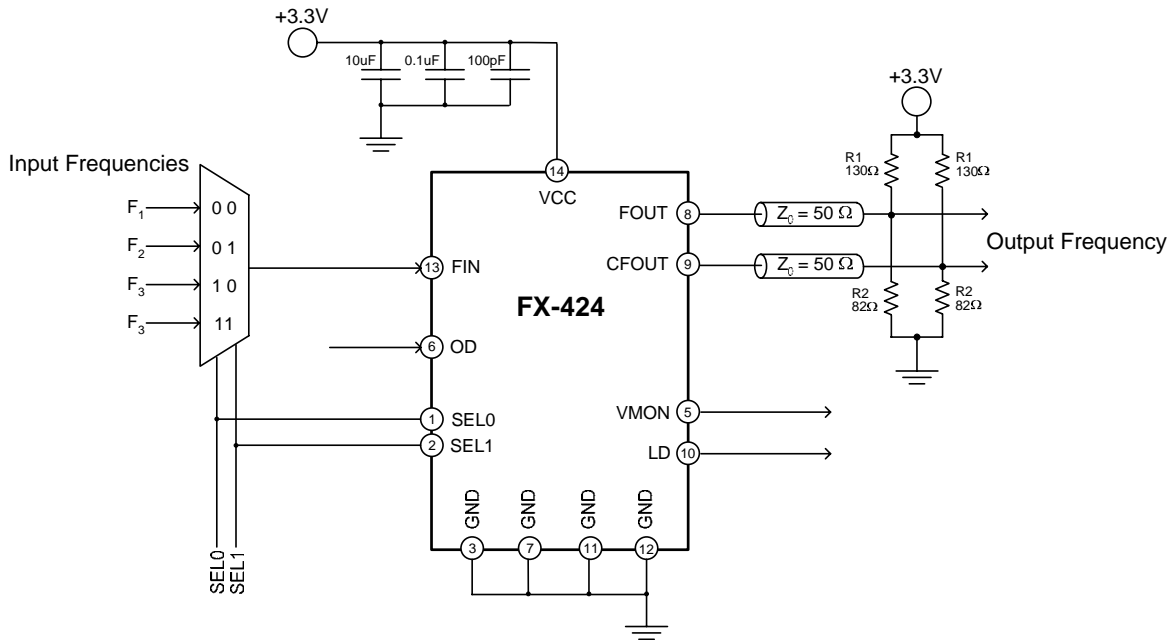 +3.3V
10uF
0.1uF
100pF
+3.3V
Input Frequencies
R1
130Ω
R1
130Ω
14
VCC
F1
0 0
FOUT
8
Z0 = 50 Ω
F2
0 1
Output Frequency
13
FIN
CFOUT
9
Z0 = 50 Ω
F3
1 0
R2
82Ω
R2
82Ω
FX-424
F3
11
6
OD
1
SEL0
VMON
5
2
SEL1
LD
10
GND
GND
GND
GND
3
7
11
12
SEL0
SEL1